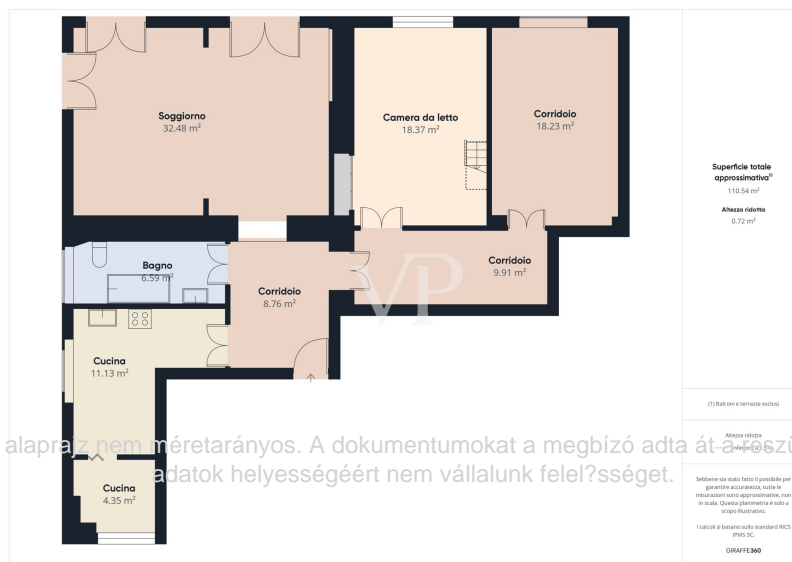 Soggiorno
32.48 m²
Camera da letto
18.37 m²
Corridoio
18.23 m²
Superficie totale
approssimativa⁽¹⁾
110.54 m²
Altezza ridotta
0.72 m²
Bagno
6.59 m²
Corridoio
8.76 m²
Corridoio
9.91 m²
VP
Cucina
11.13 m²
(1) Balconi e terrazze esclusi
Altezza ridotta
alaprajz nem méretarányos. A dokumentumokat a megbízó adta át a részü
adatok helyességéért nem vállalunk felel?sséget.
Cucina
4.35 m²
Sebbene sia stato fatto il possibile per
garantire accuratezza, tutte le
misurazioni sono approssimative, non
in scala. Questa planimetria è solo a
scopo illustrativo.
I calcoli si basano sullo standard RICS
IPMS 3C.
GIRAFFE360